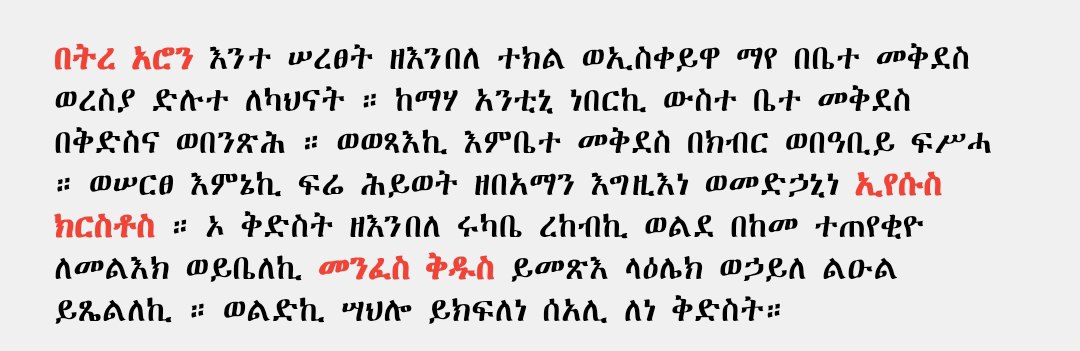 በትረ አሮን እንተ ሠረፀት ዘእንበለ ተክል ወኢስቀይዋ ማየ በቤተ መቅደስ
ወረስያ ድሉተ ለካህናት ። ከማሃ አንቲኒ ነበርኪ ውስተ ቤተ መቅደስ
በቅድስና ወበንጽሕ ። ወወጻእኪ እምቤተ መቅደስ በክብር ወበዓቢይ ፍሥሓ
። ወሠርፀ እምኔኪ ፍሬ ሕይወት ዘበአማን እግዚእነ ወመድኃኒነ ኢየሱስ
ክርስቶስ ። ኦ ቅድስት ዘእንበለ ሩካቤ ረከብኪ ወልደ በከመ ተጠየቂዮ
ለመልአክ ወይቤለኪ መንፈስ ቅዱስ ይመጽእ ላዕሌኪ ወኃይለ ልዑል
ይጼልለኪ ። ወልድኪ ሣህሎ ይክፍለነ ሰአሊ ለነ ቅድስት።